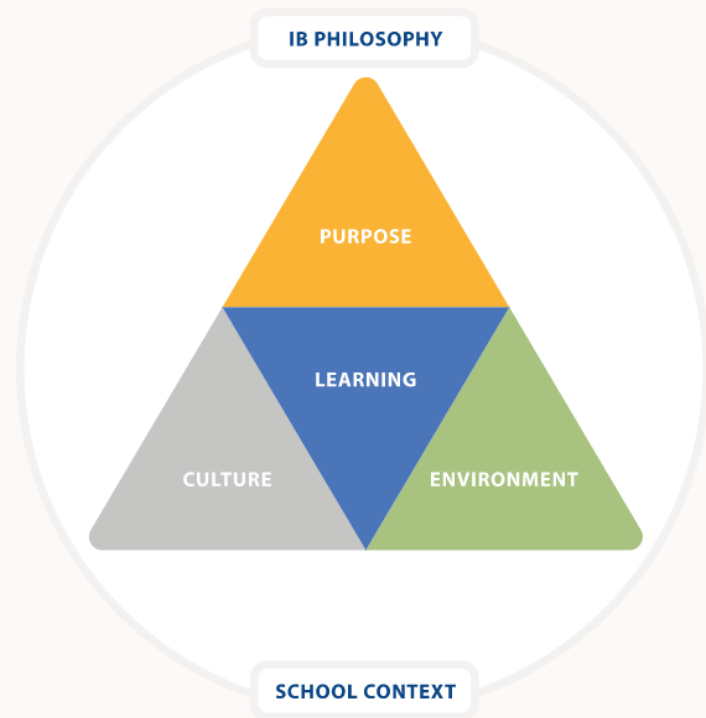 IB PHILOSOPHY
PURPOSE
LEARNING
CULTURE
ENVIRONMENT
SCHOOL CONTEXT